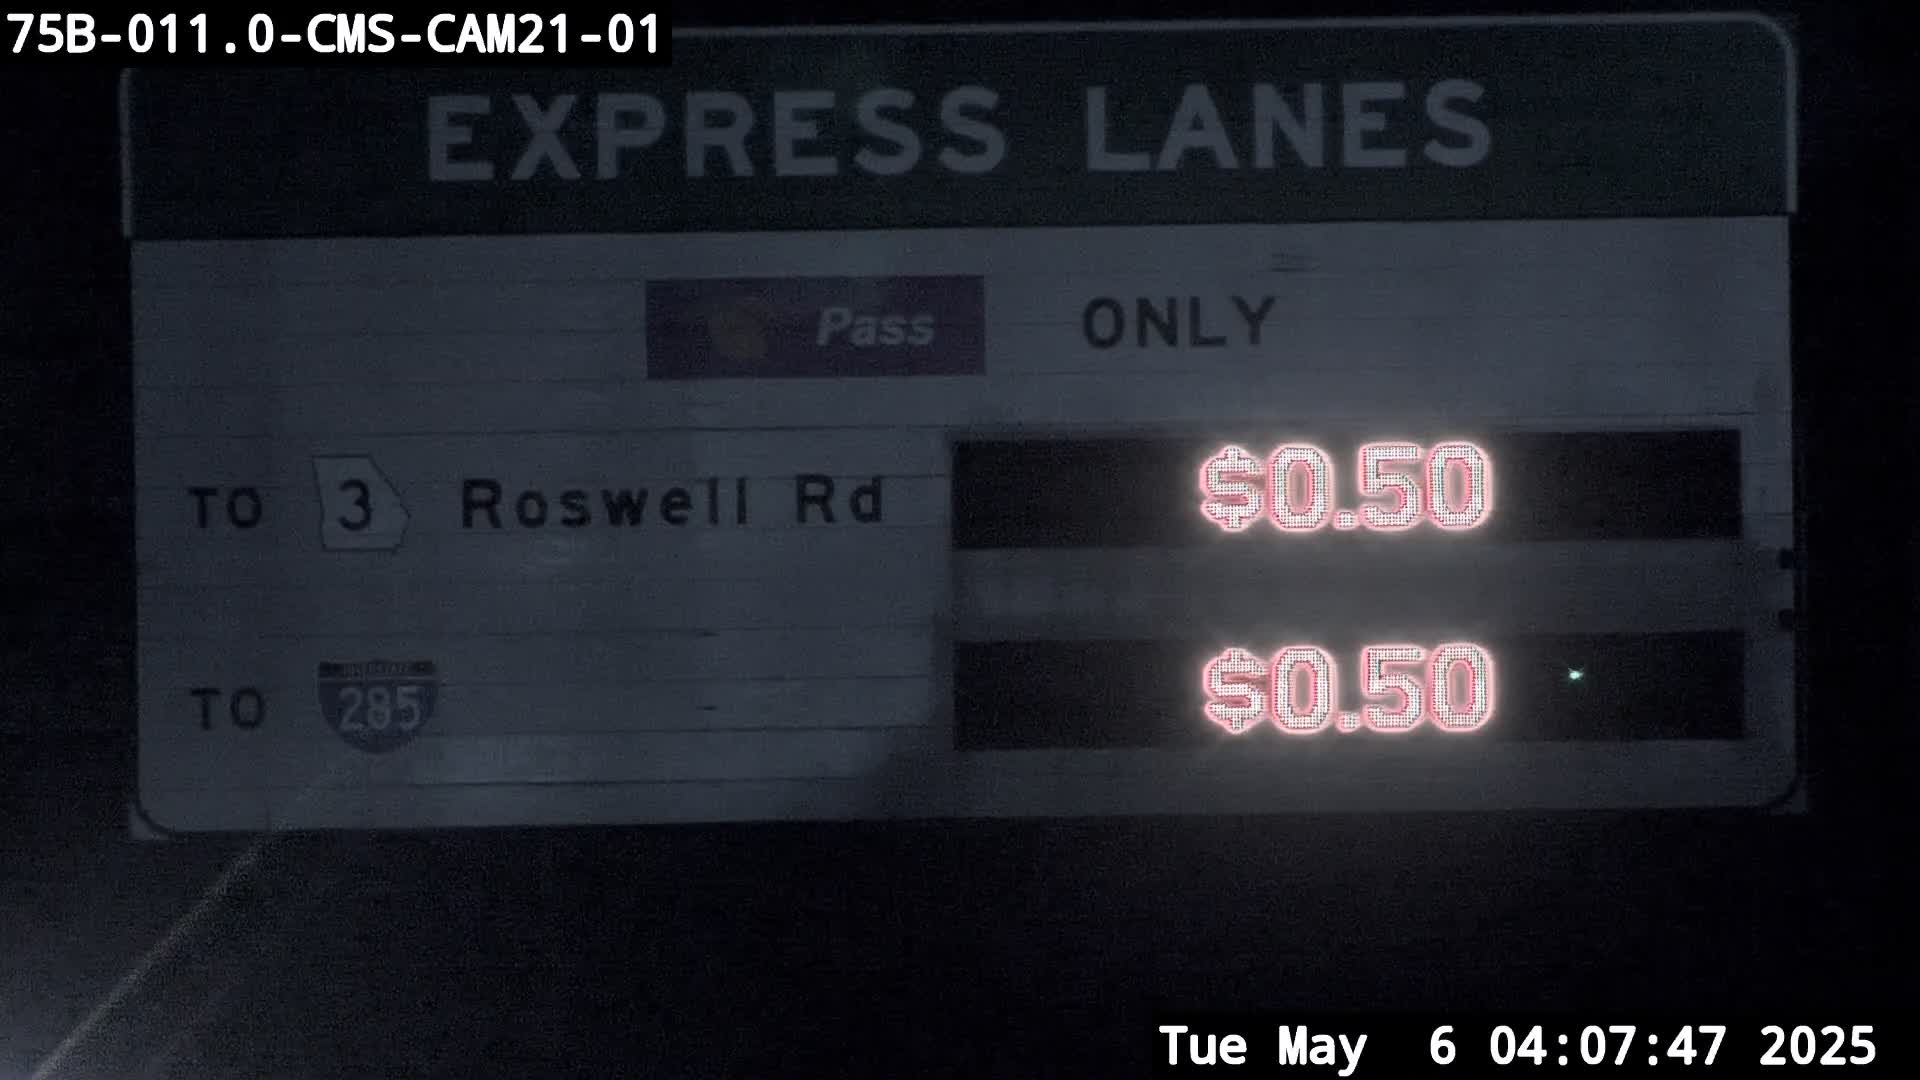 75B-011.0-CMS-CAM21-01
EXPRESS LANES
Pass ONLY
TO 3 Roswell Rd $0.50
INTERSTATE
TO 285 $0.50
Tue May 6 04:07:47 2025